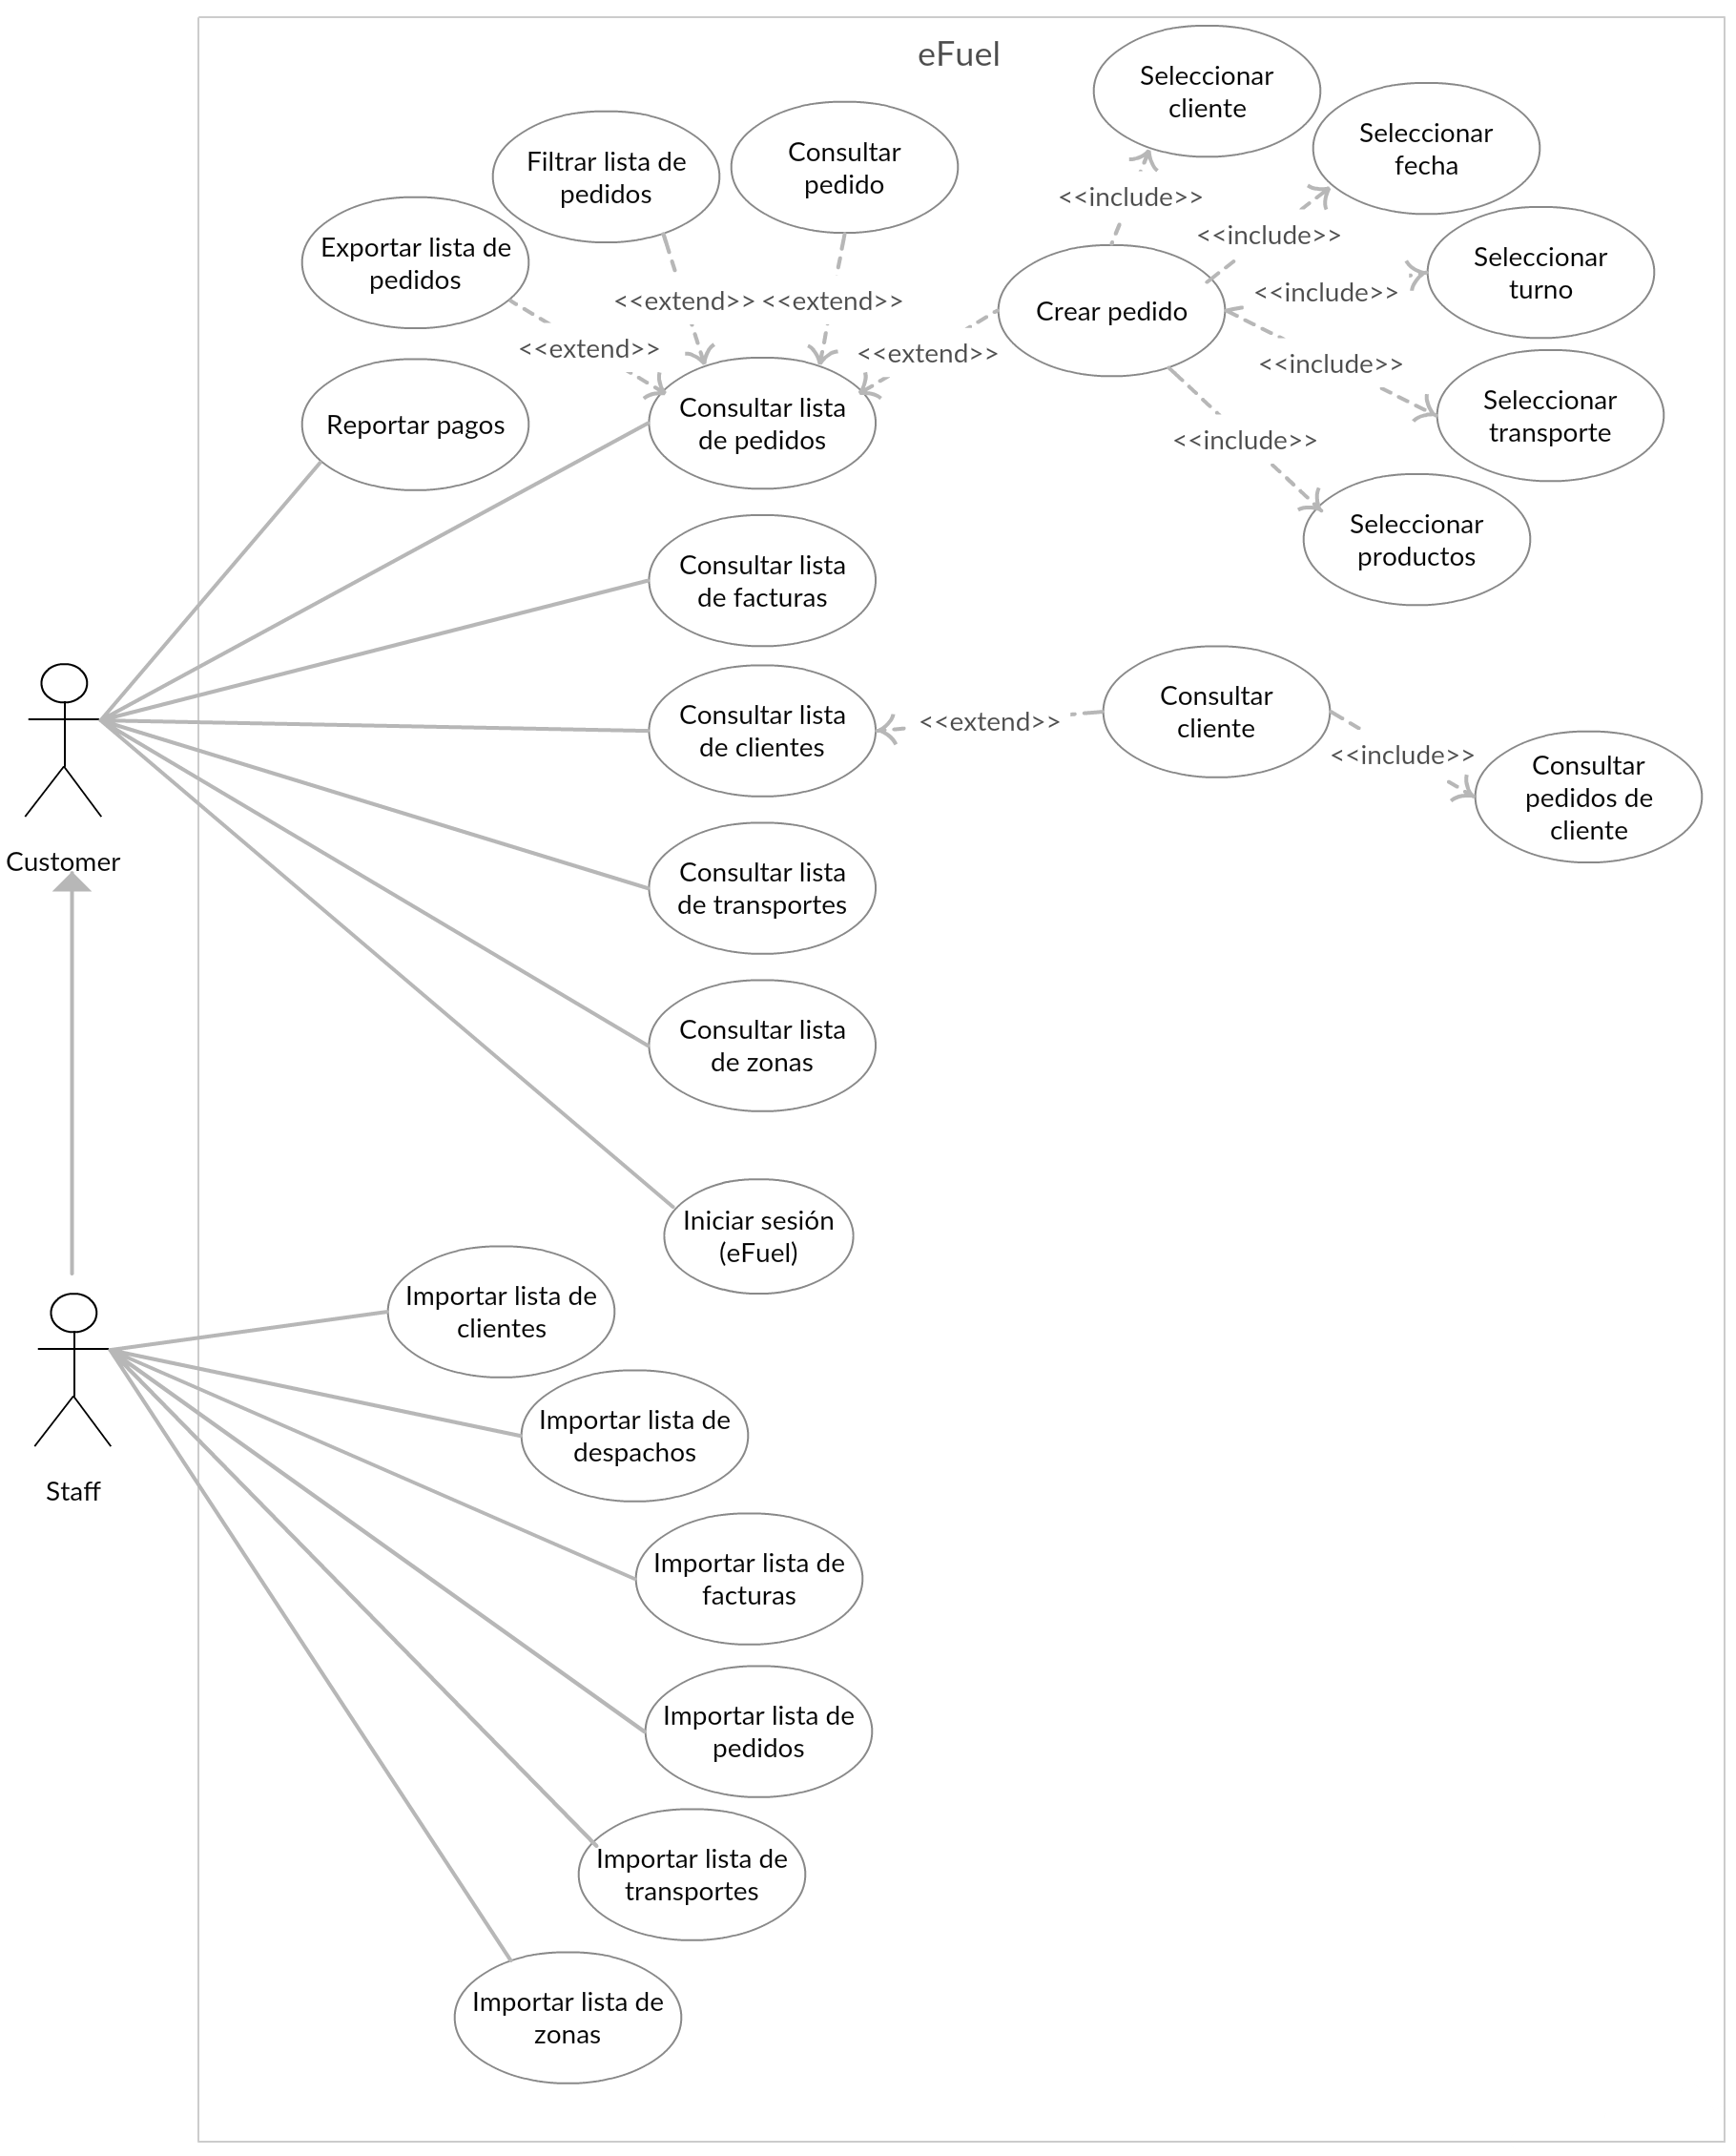 eFuel
Seleccionar
cliente
Seleccionar
fecha
Filtrar lista de
pedidos
Consultar
pedido
<<include>>
<<include>>
Exportar lista de
pedidos
Seleccionar
turno
<<extend>>
<<extend>>
Crear pedido
<<include>>
<<extend>>
<<extend>>
<<include>>
Reportar pagos
Consultar lista
de pedidos
Seleccionar
transporte
<<include>>
Seleccionar
productos
Consultar lista
de facturas
Consultar lista
de clientes
<<extend>>
Consultar
cliente
<<include>>
Consultar
pedidos de
cliente
Customer
Consultar lista
de transportes
Consultar lista
de zonas
Iniciar sesión
(eFuel)
Importar lista de
clientes
Importar lista de
despachos
Staff
Importar lista de
facturas
Importar lista de
pedidos
Importar lista de
transportes
Importar lista de
zonas